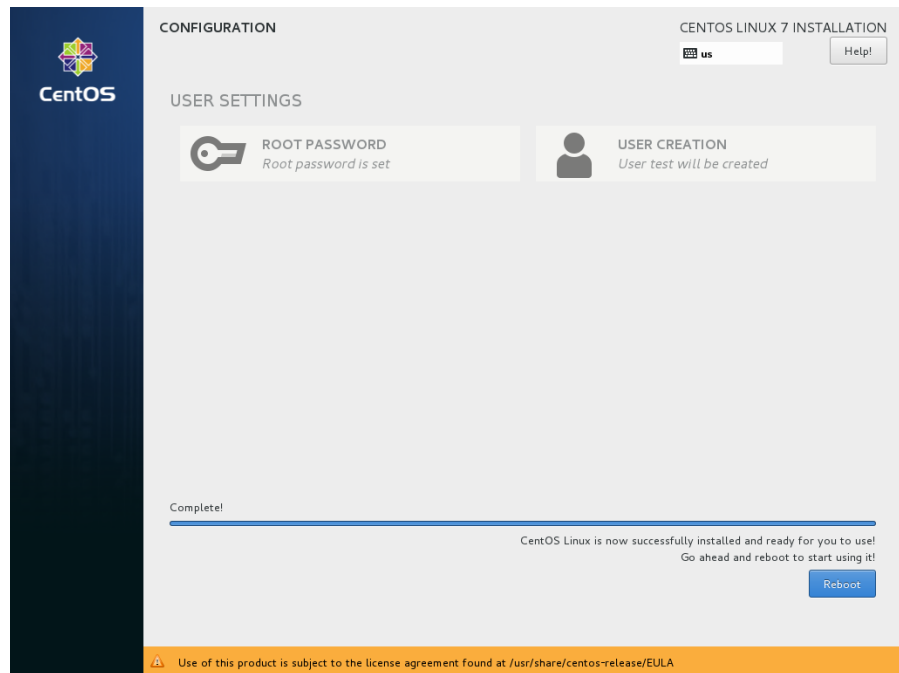 CONFIGURATION
CENTOS LINUX 7 INSTALLATION
us
Help!
CentOS
USER SETTINGS
ROOT PASSWORD
Root password is set
USER CREATION
User test will be created
Complete!
CentOS Linux is now successfully installed and ready for you to use!
Go ahead and reboot to start using it!
Reboot
Use of this product is subject to the license agreement found at /usr/share/centos-release/EULA